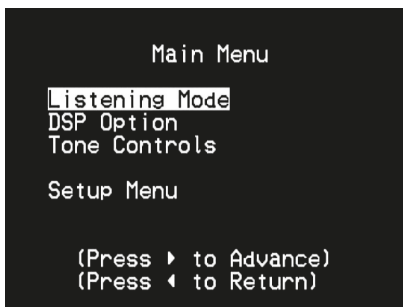 Main Menu
Listening Mode
DSP Option
Tone Controls
Setup Menu
(Press ▶ to Advance)
(Press ◀ to Return)